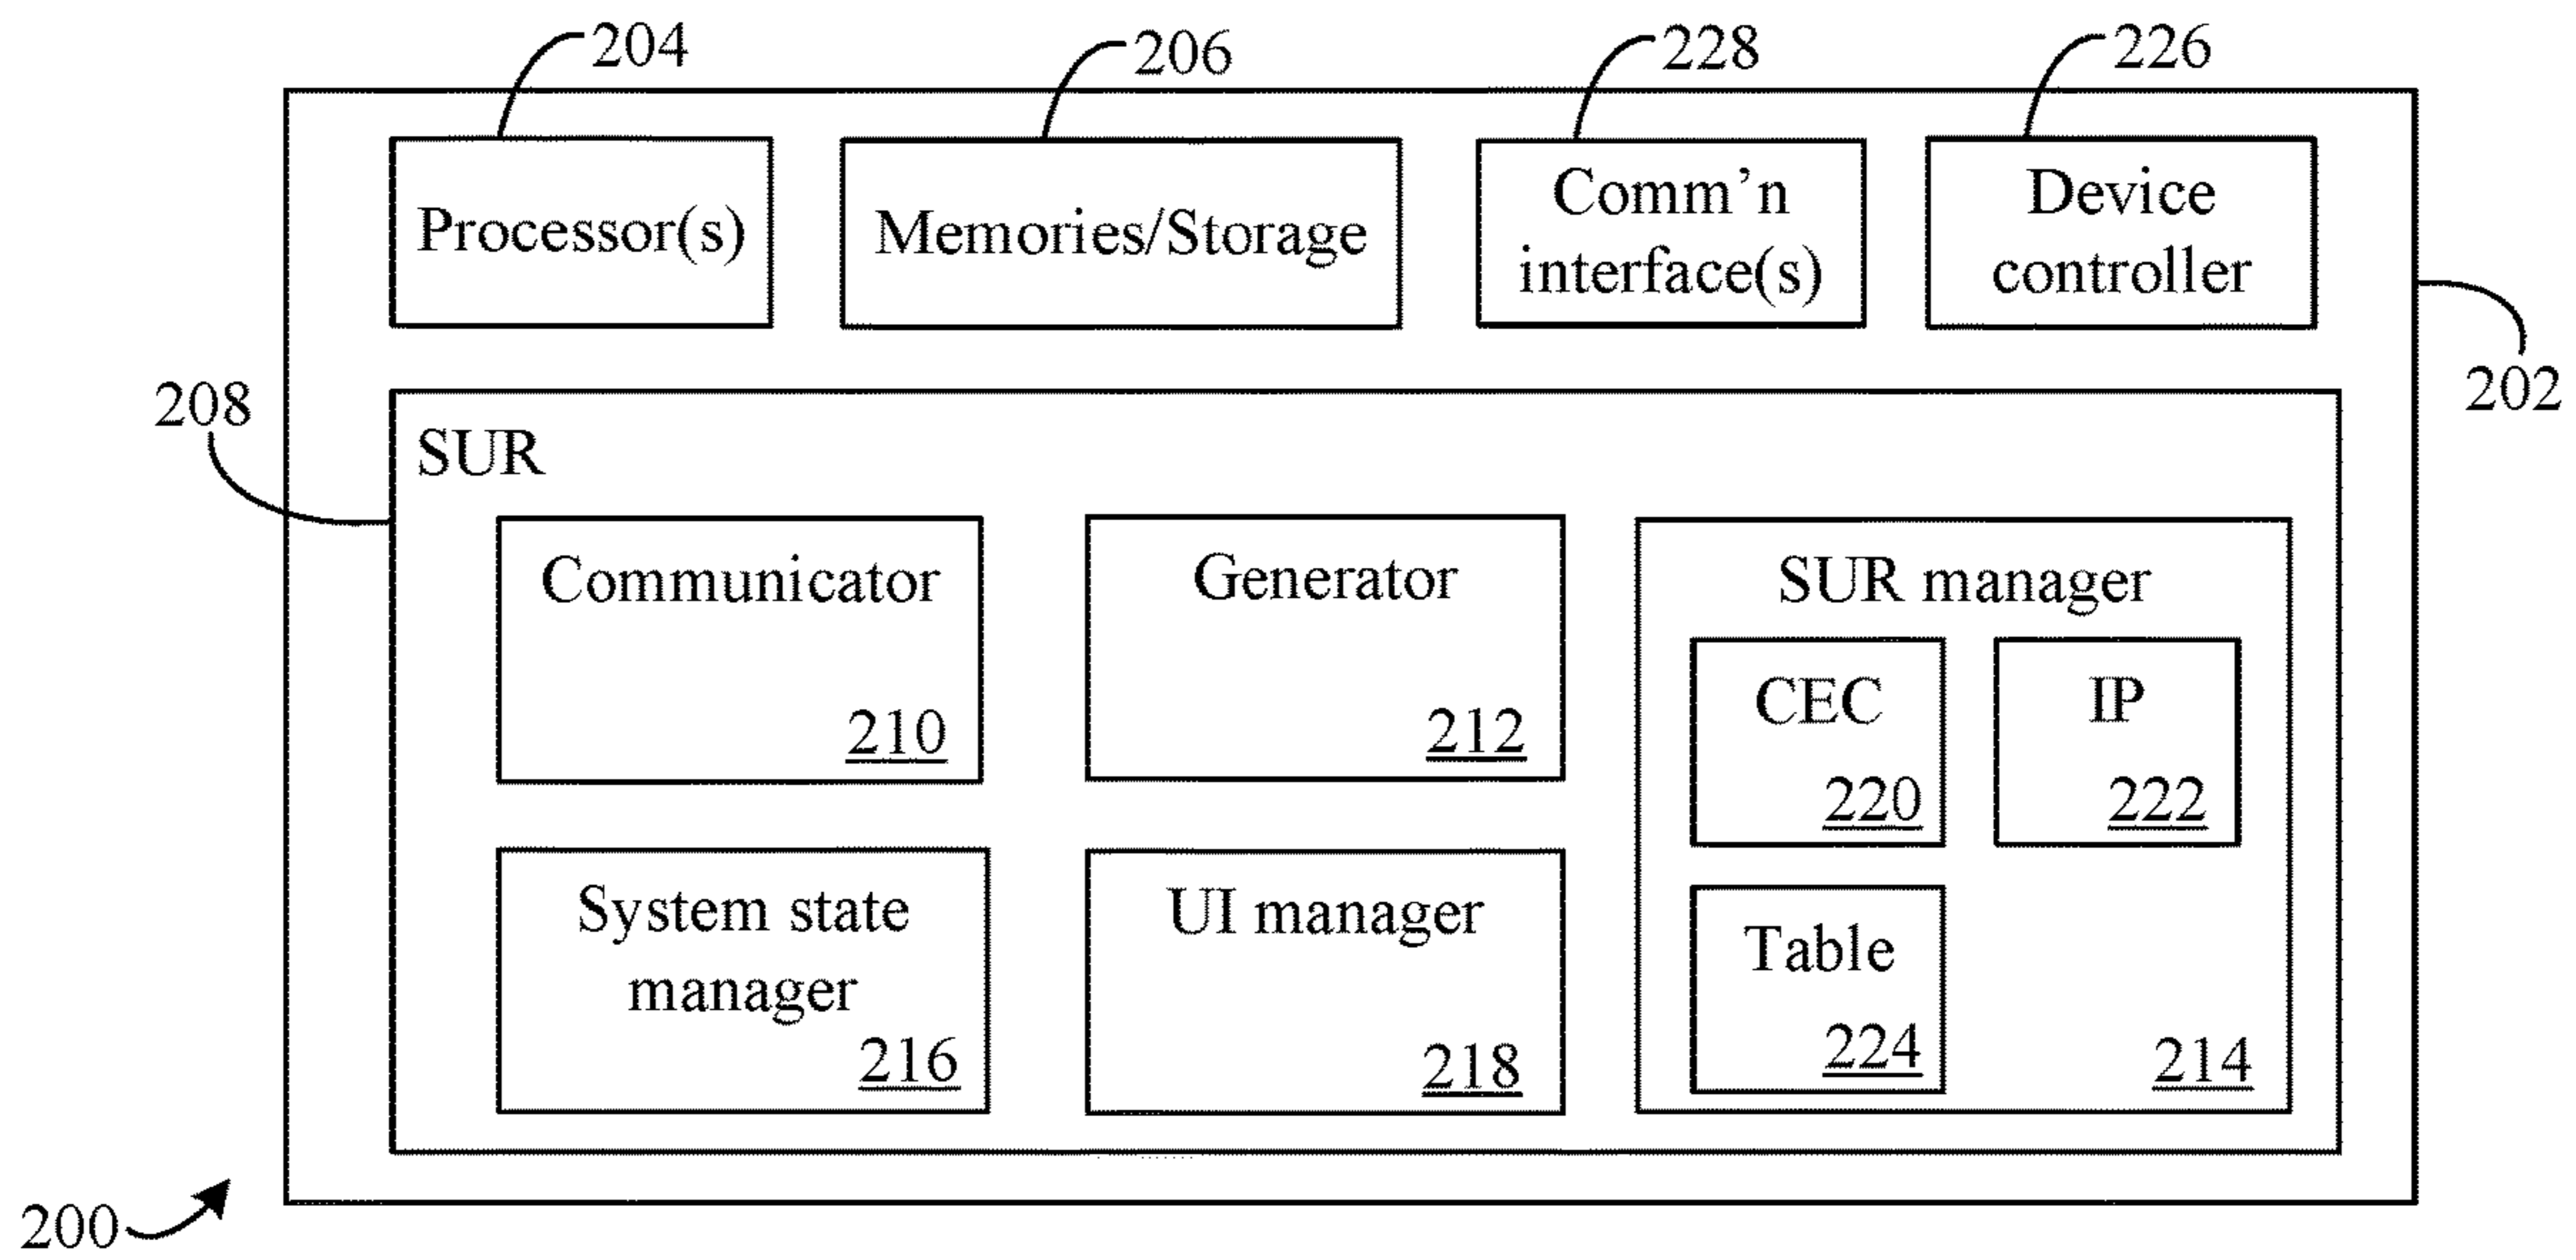 204
206
228
226
Processor(s)
Memories/Storage
Comm’n
interface(s)
Device
controller
202
208
SUR
Communicator
210
Generator
212
SUR manager
CEC
220
IP
222
System state
manager
216
UI manager
218
Table
224
214
200